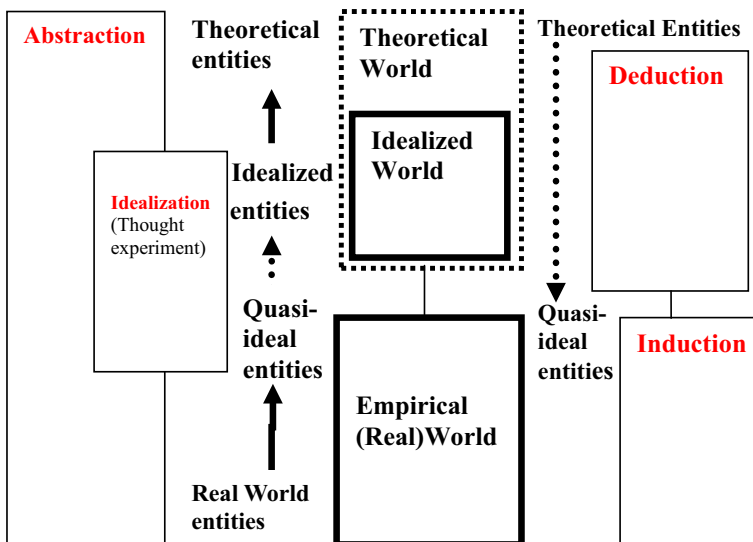 Abstraction
Idealization
(Thought
experiment)
Theoretical
entities
Idealized
entities
Quasi-
ideal
entities
Real World
entities
Theoretical
World
Idealized
World
Empirical
(Real)World
Theoretical Entities
Quasi-
ideal
entities
Deduction
Induction